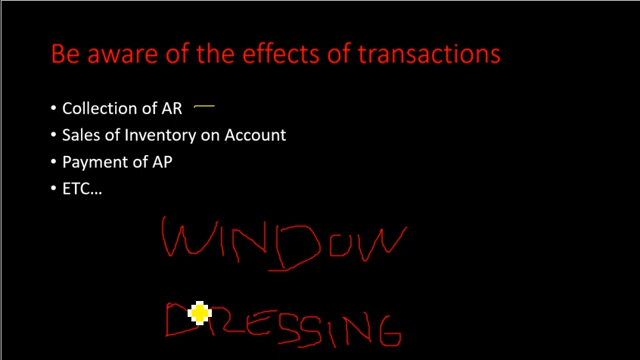 Be aware of the effects of transactions
• Collection of AR
• Sales of Inventory on Account
• Payment of AP
• ETC...
WINDOW
DRESSING